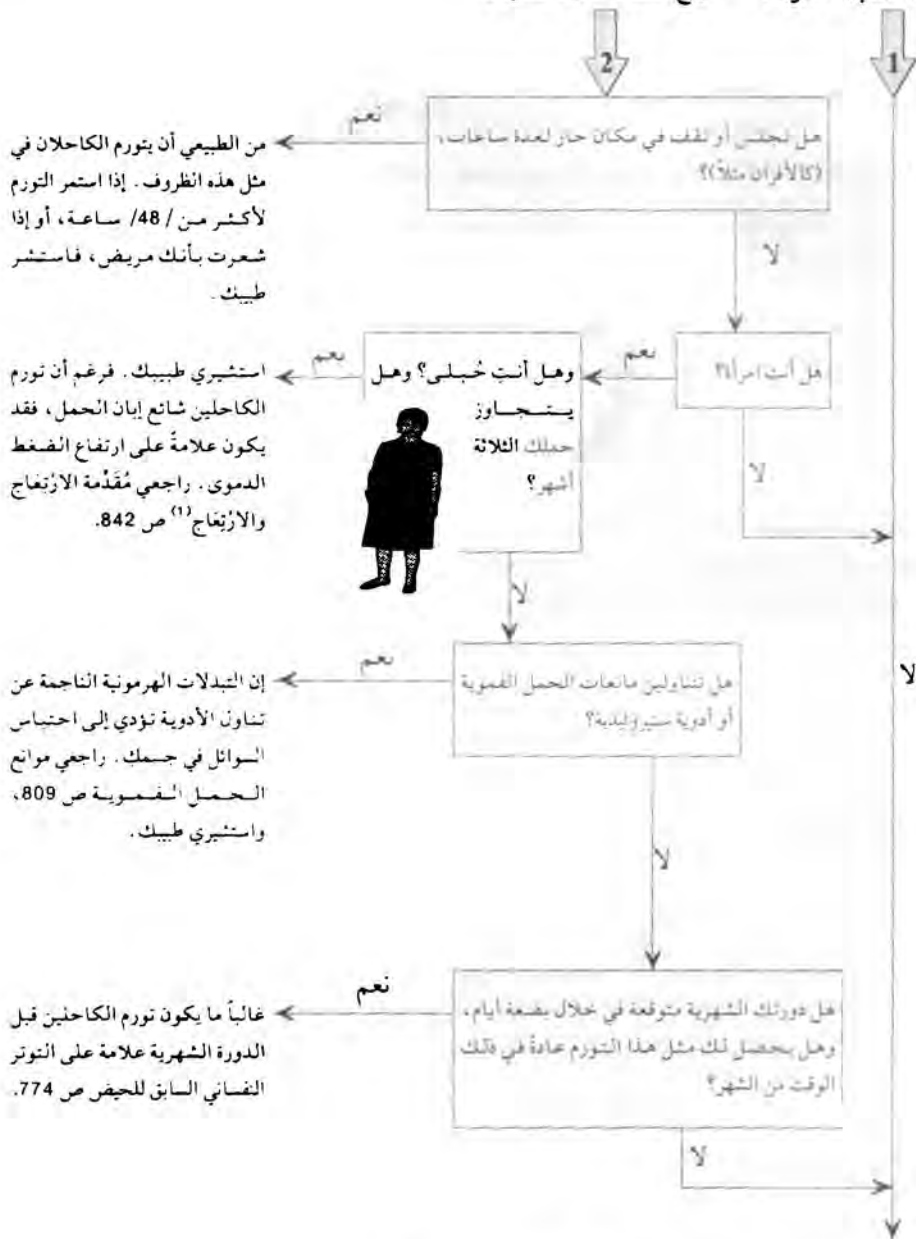 1
2
هل تجلس أو تقف في مكان حار لعدة ساعات،
(كالأفران مثلاً)؟
نعم
من الطبيعي أن يتورم الكاحلان في
مثل هذه الظروف. إذا استمر التورم
لأكثر من /48/ ساعة، أو إذا
شعرت بأنك مريض، فاستشر
طبيبك.
لا
هل أنت امرأة؟
نعم
وهل أنتِ حُبلى؟ وهل
يتجاوز
حملك الثلاثة
أشهر؟
نعم
استشيري طبيبك. فرغم أن تورم
الكاحلين شائع إبان الحمل، فقد
يكون علامةً على ارتفاع الضغط
الدموي. راجعي مُقَدِّمة الارْتِعاج
والارْتِعَاج(1) ص 842.
لا
لا
هل تتناولين مانعات الحمل الفموية
أو أدوية ستيروئيدية؟
نعم
إن التبدلات الهرمونية الناجمة عن
تناول الأدوية تؤدي إلى احتباس
السوائل في جسمك. راجعي موانع
الحمل الفموية ص 809،
واستشيري طبيبك.
لا
لا
هل دورتك الشهرية متوقعة في خلال بضعة أيام،
وهل يحصل لك مثل هذا التورم عادةً في ذلك
الوقت من الشهر؟
نعم
غالباً ما يكون تورم الكاحلين قبل
الدورة الشهرية علامة على التوتر
النفساني السابق للحيض ص 774.
لا